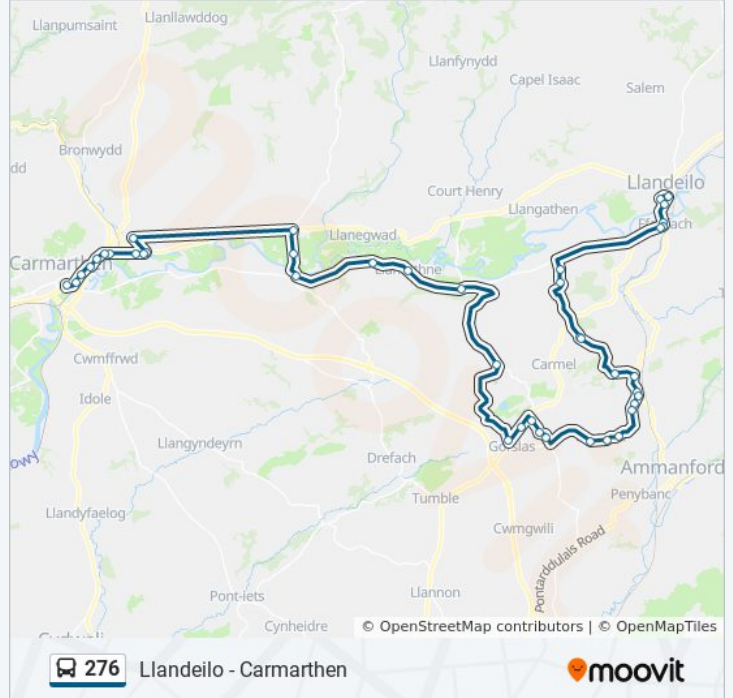 Llanpumsaint
Llanllawddog
Llanfynydd
Capel Isaac
Salem
Bronwydd
dd
Court Henry
Llandeilo
Llangathen
Llanegwad
Carmarthen
Cwmffrwd
Carmel
Idole
Llangyndeyrn
Drefach
Gorslas
Ammanford
Penybanc
Tumble
owy
Llandyfaelog
Cwmgwili
Pontarddulais Road
Pont-iets
Llannon
Cynheidre
© OpenStreetMap contributors | © OpenMapTiles
276 Llandeilo - Carmarthen
moovit